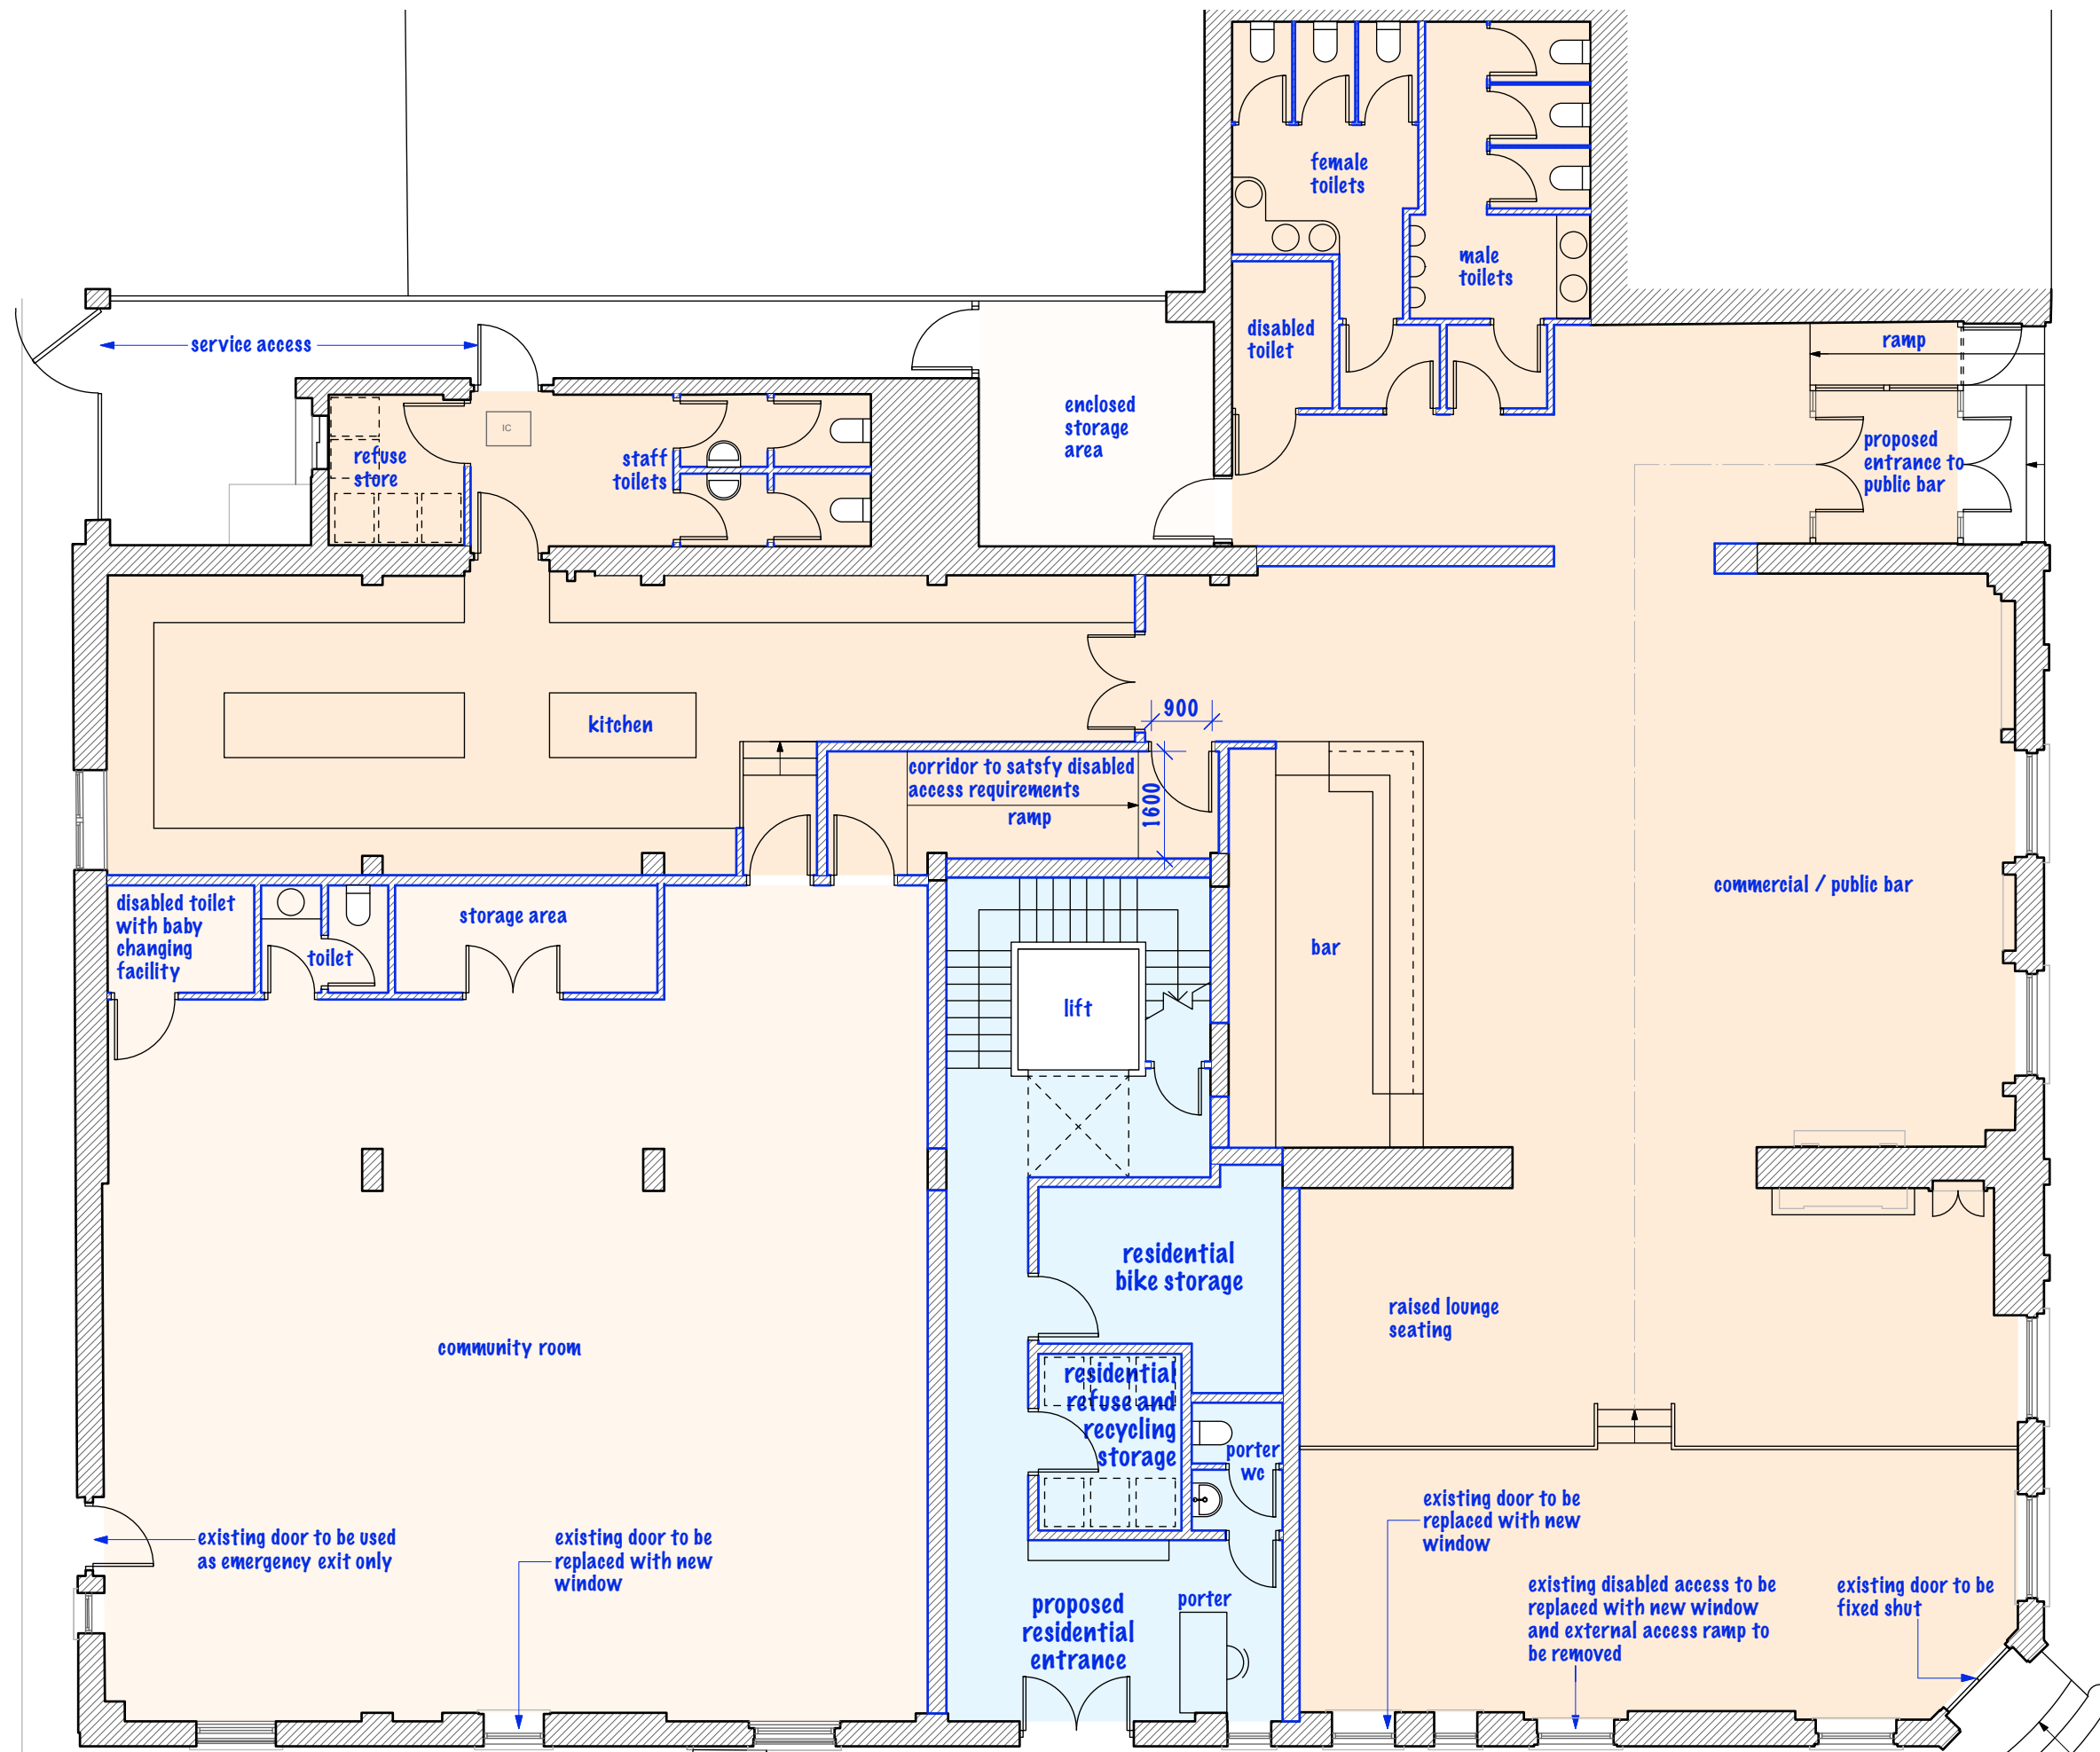 female
toilets
male
toilets
disabled
toilet
ramp
service access
enclosed
storage
area
IC
refuse
store
staff
toilets
proposed
entrance to
public bar
kitchen
900
corridor to satsfy disabled
access requirements
ramp
1600
disabled toilet
with baby
changing
facility
toilet
storage area
lift
bar
commercial / public bar
residential
bike storage
raised lounge
seating
community room
residential
refuse and
recycling
storage
porter
wc
existing door to be used
as emergency exit only
existing door to be
replaced with new
window
existing door to be
replaced with new
window
proposed
residential
entrance
porter
existing disabled access to be
replaced with new window
and external access ramp to
be removed
existing door to be
fixed shut